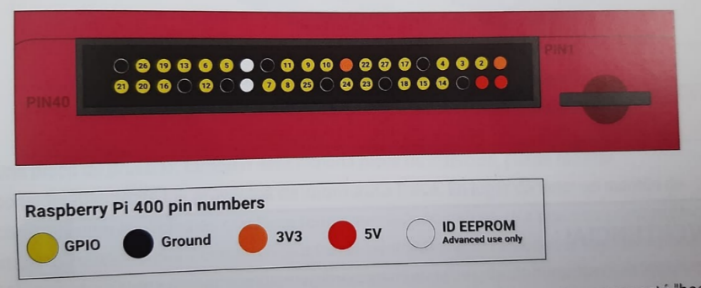 PIN1
26 19 13 6 5 11 9 10 22 27 17 4 3 2
21 20 16 12 7 8 25 24 23 18 15 14
PIN40
Raspberry Pi 400 pin numbers
GPIO Ground 3V3 5V ID EEPROM
Advanced use only